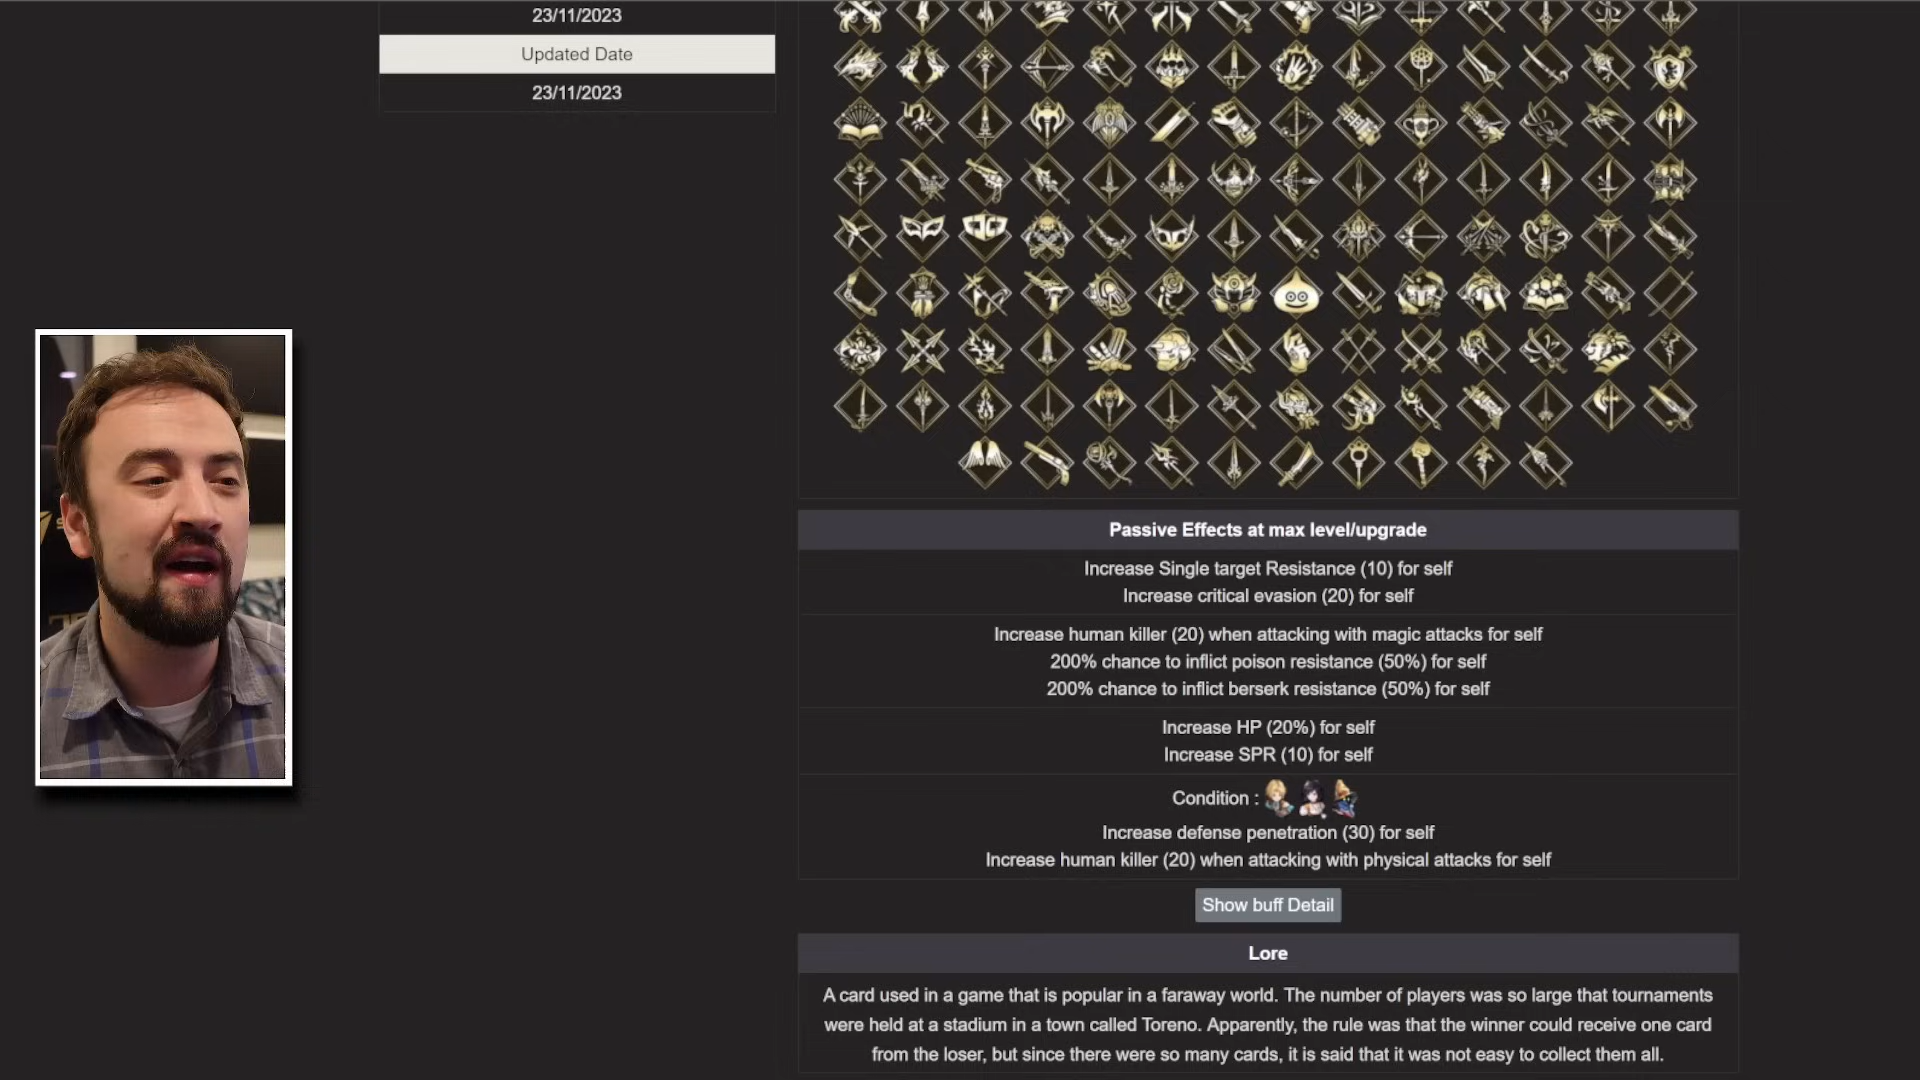 23/11/2023
Updated Date
23/11/2023
Passive Effects at max level/upgrade
Increase Single target Resistance (10) for self
Increase critical evasion (20) for self
Increase human killer (20) when attacking with magic attacks for self
200% chance to inflict poison resistance (50%) for self
200% chance to inflict berserk resistance (50%) for self
Increase HP (20%) for self
Increase SPR (10) for self
Condition :
Increase defense penetration (30) for self
Increase human killer (20) when attacking with physical attacks for self
Show buff Detail
Lore
A card used in a game that is popular in a faraway world. The number of players was so large that tournaments
were held at a stadium in a town called Toreno. Apparently, the rule was that the winner could receive one card
from the loser, but since there were so many cards, it is said that it was not easy to collect them all.